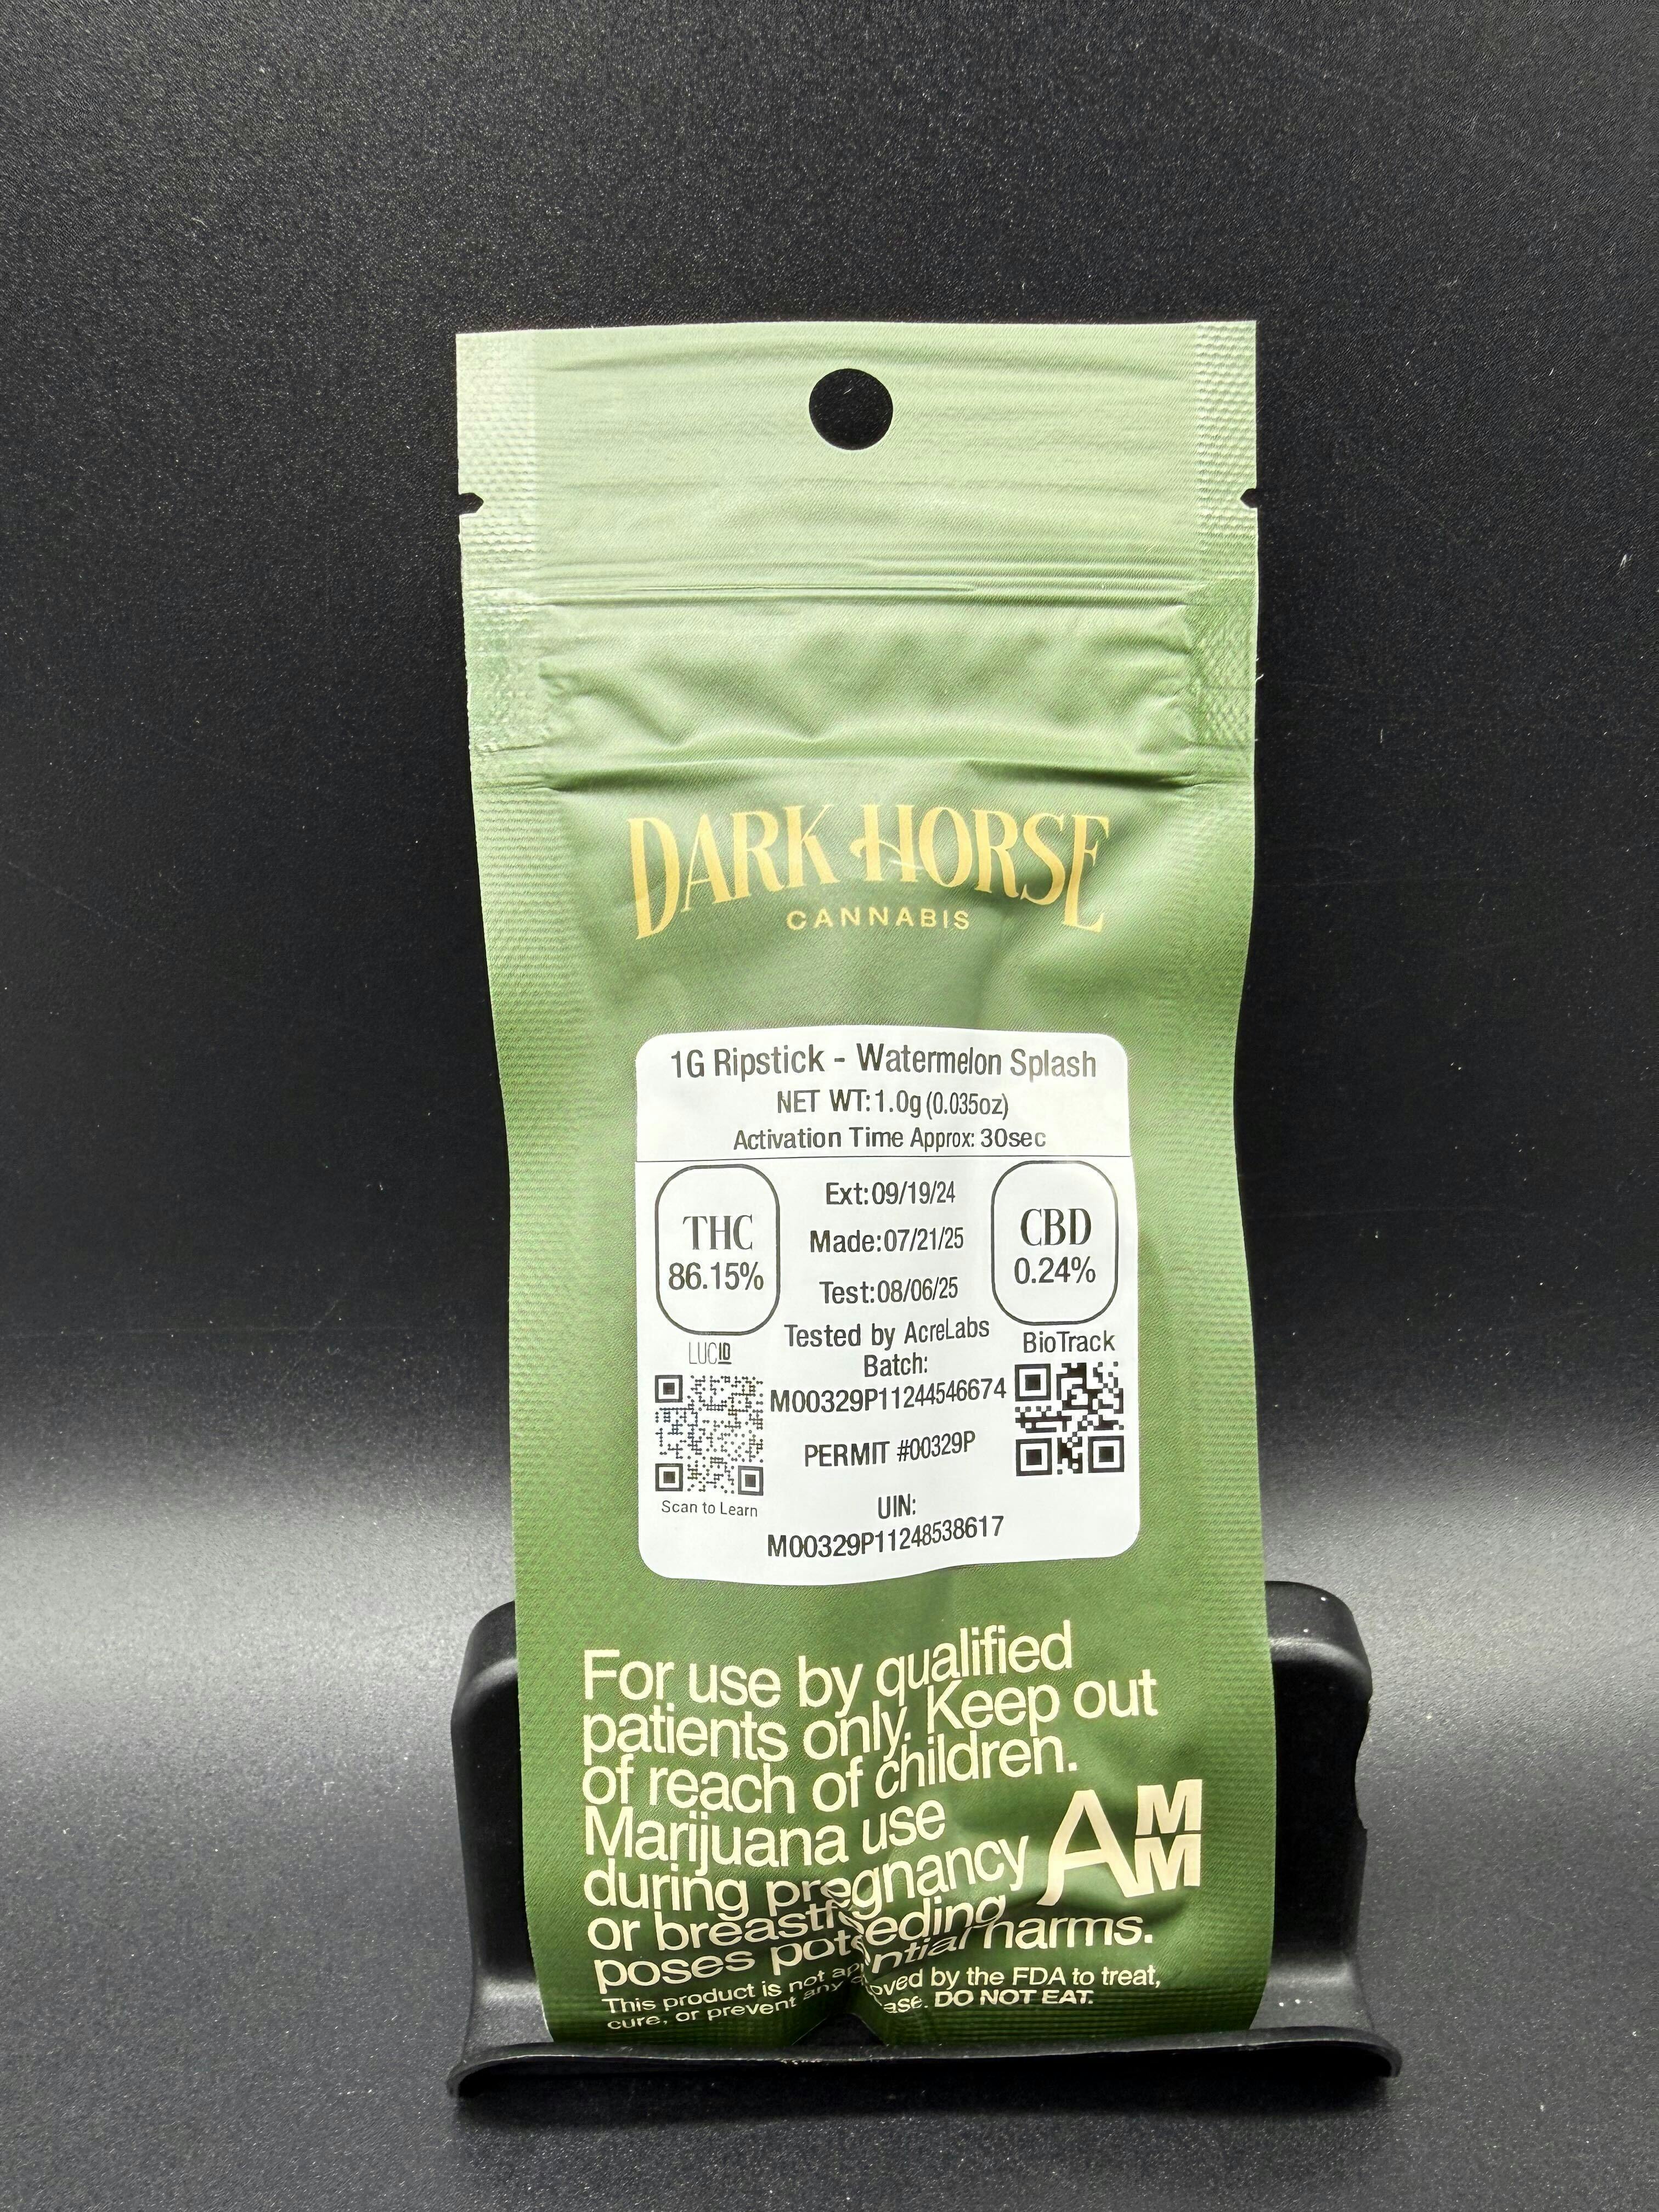 DARK HORSE
CANNABIS
1G Ripstick - Watermelon Splash
NET WT:1.0g (0.035oz)
Activation Time Approx: 30sec
THC
86.15%
Ext:09/19/24
Made:07/21/25
Test:08/06/25
CBD
0.24%
Tested by AcreLabs
Batch:
M00329P11244546674
PERMIT #00329P
UIN:
M00329P11248538617
LUCID
Scan to Learn
BioTrack
For use by qualified
patients only. Keep out
of reach of children.
Marijuana use
during pregnancy
or breastfeeding
poses potential harms.
AMM
This product is not approved by the FDA to treat,
cure, or prevent any DO NOT EAT.